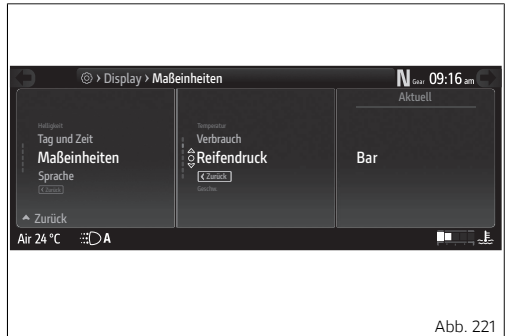 Display › Maßeinheiten
N Gear 09:16 am
Helligkeit
Tag und Zeit
Maßeinheiten
Sprache
‹ Zurück
Zurück
Temperatur
Verbrauch
Reifendruck
‹ Zurück
Geschw.
Aktuell
Bar
Air 24 °C
A
Abb. 221